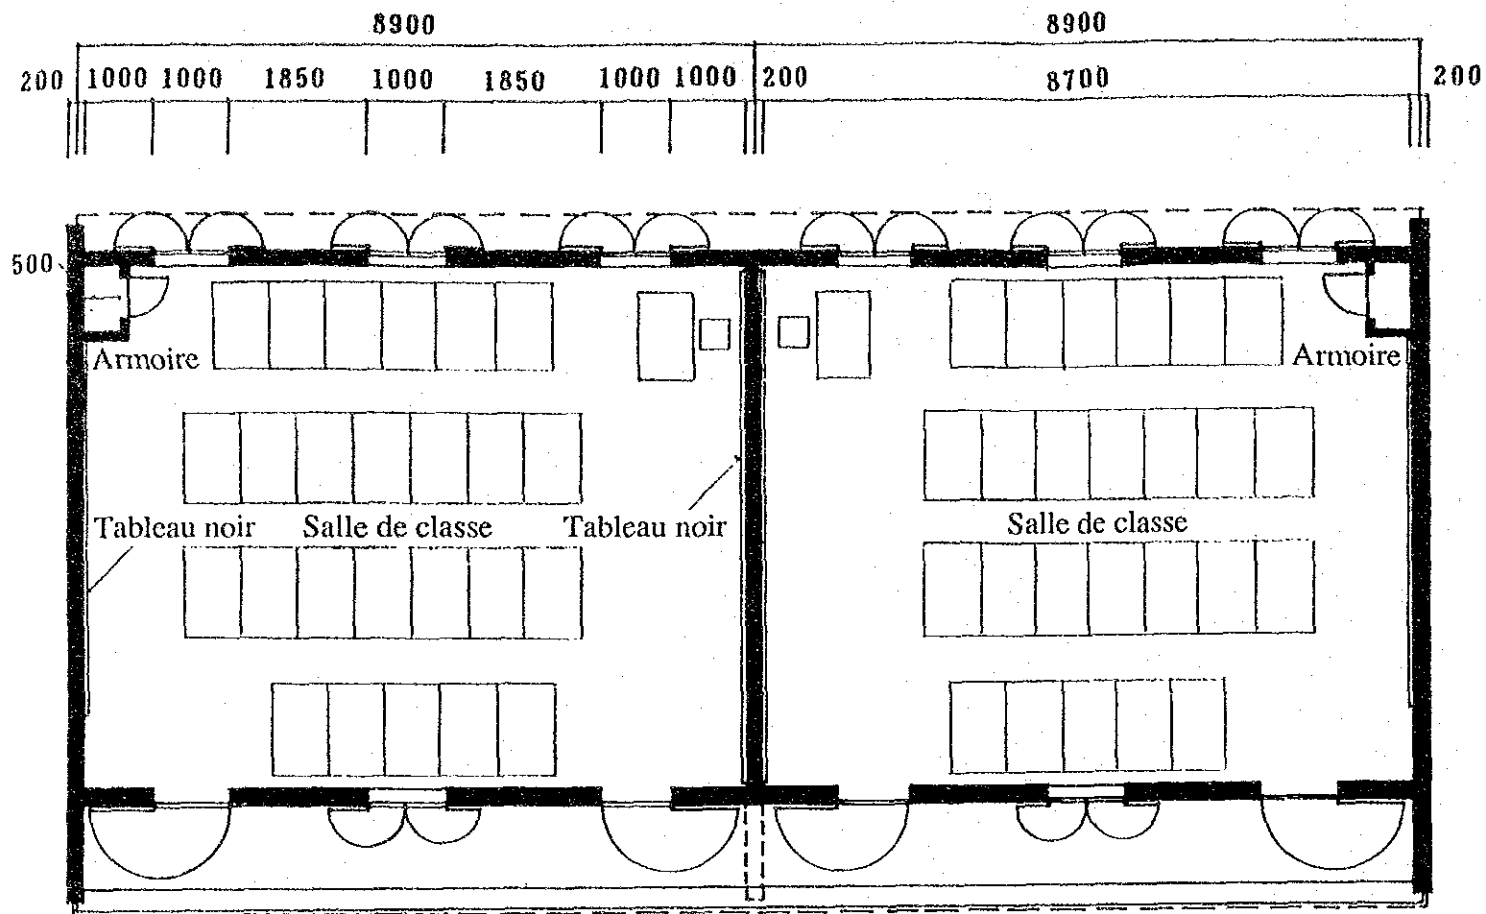 8900 8900
200 1000 1000 1850 1000 1850 1000 1000 200 8700 200
500
Armoire Armoire
Tableau noir Salle de classe Tableau noir Salle de classe